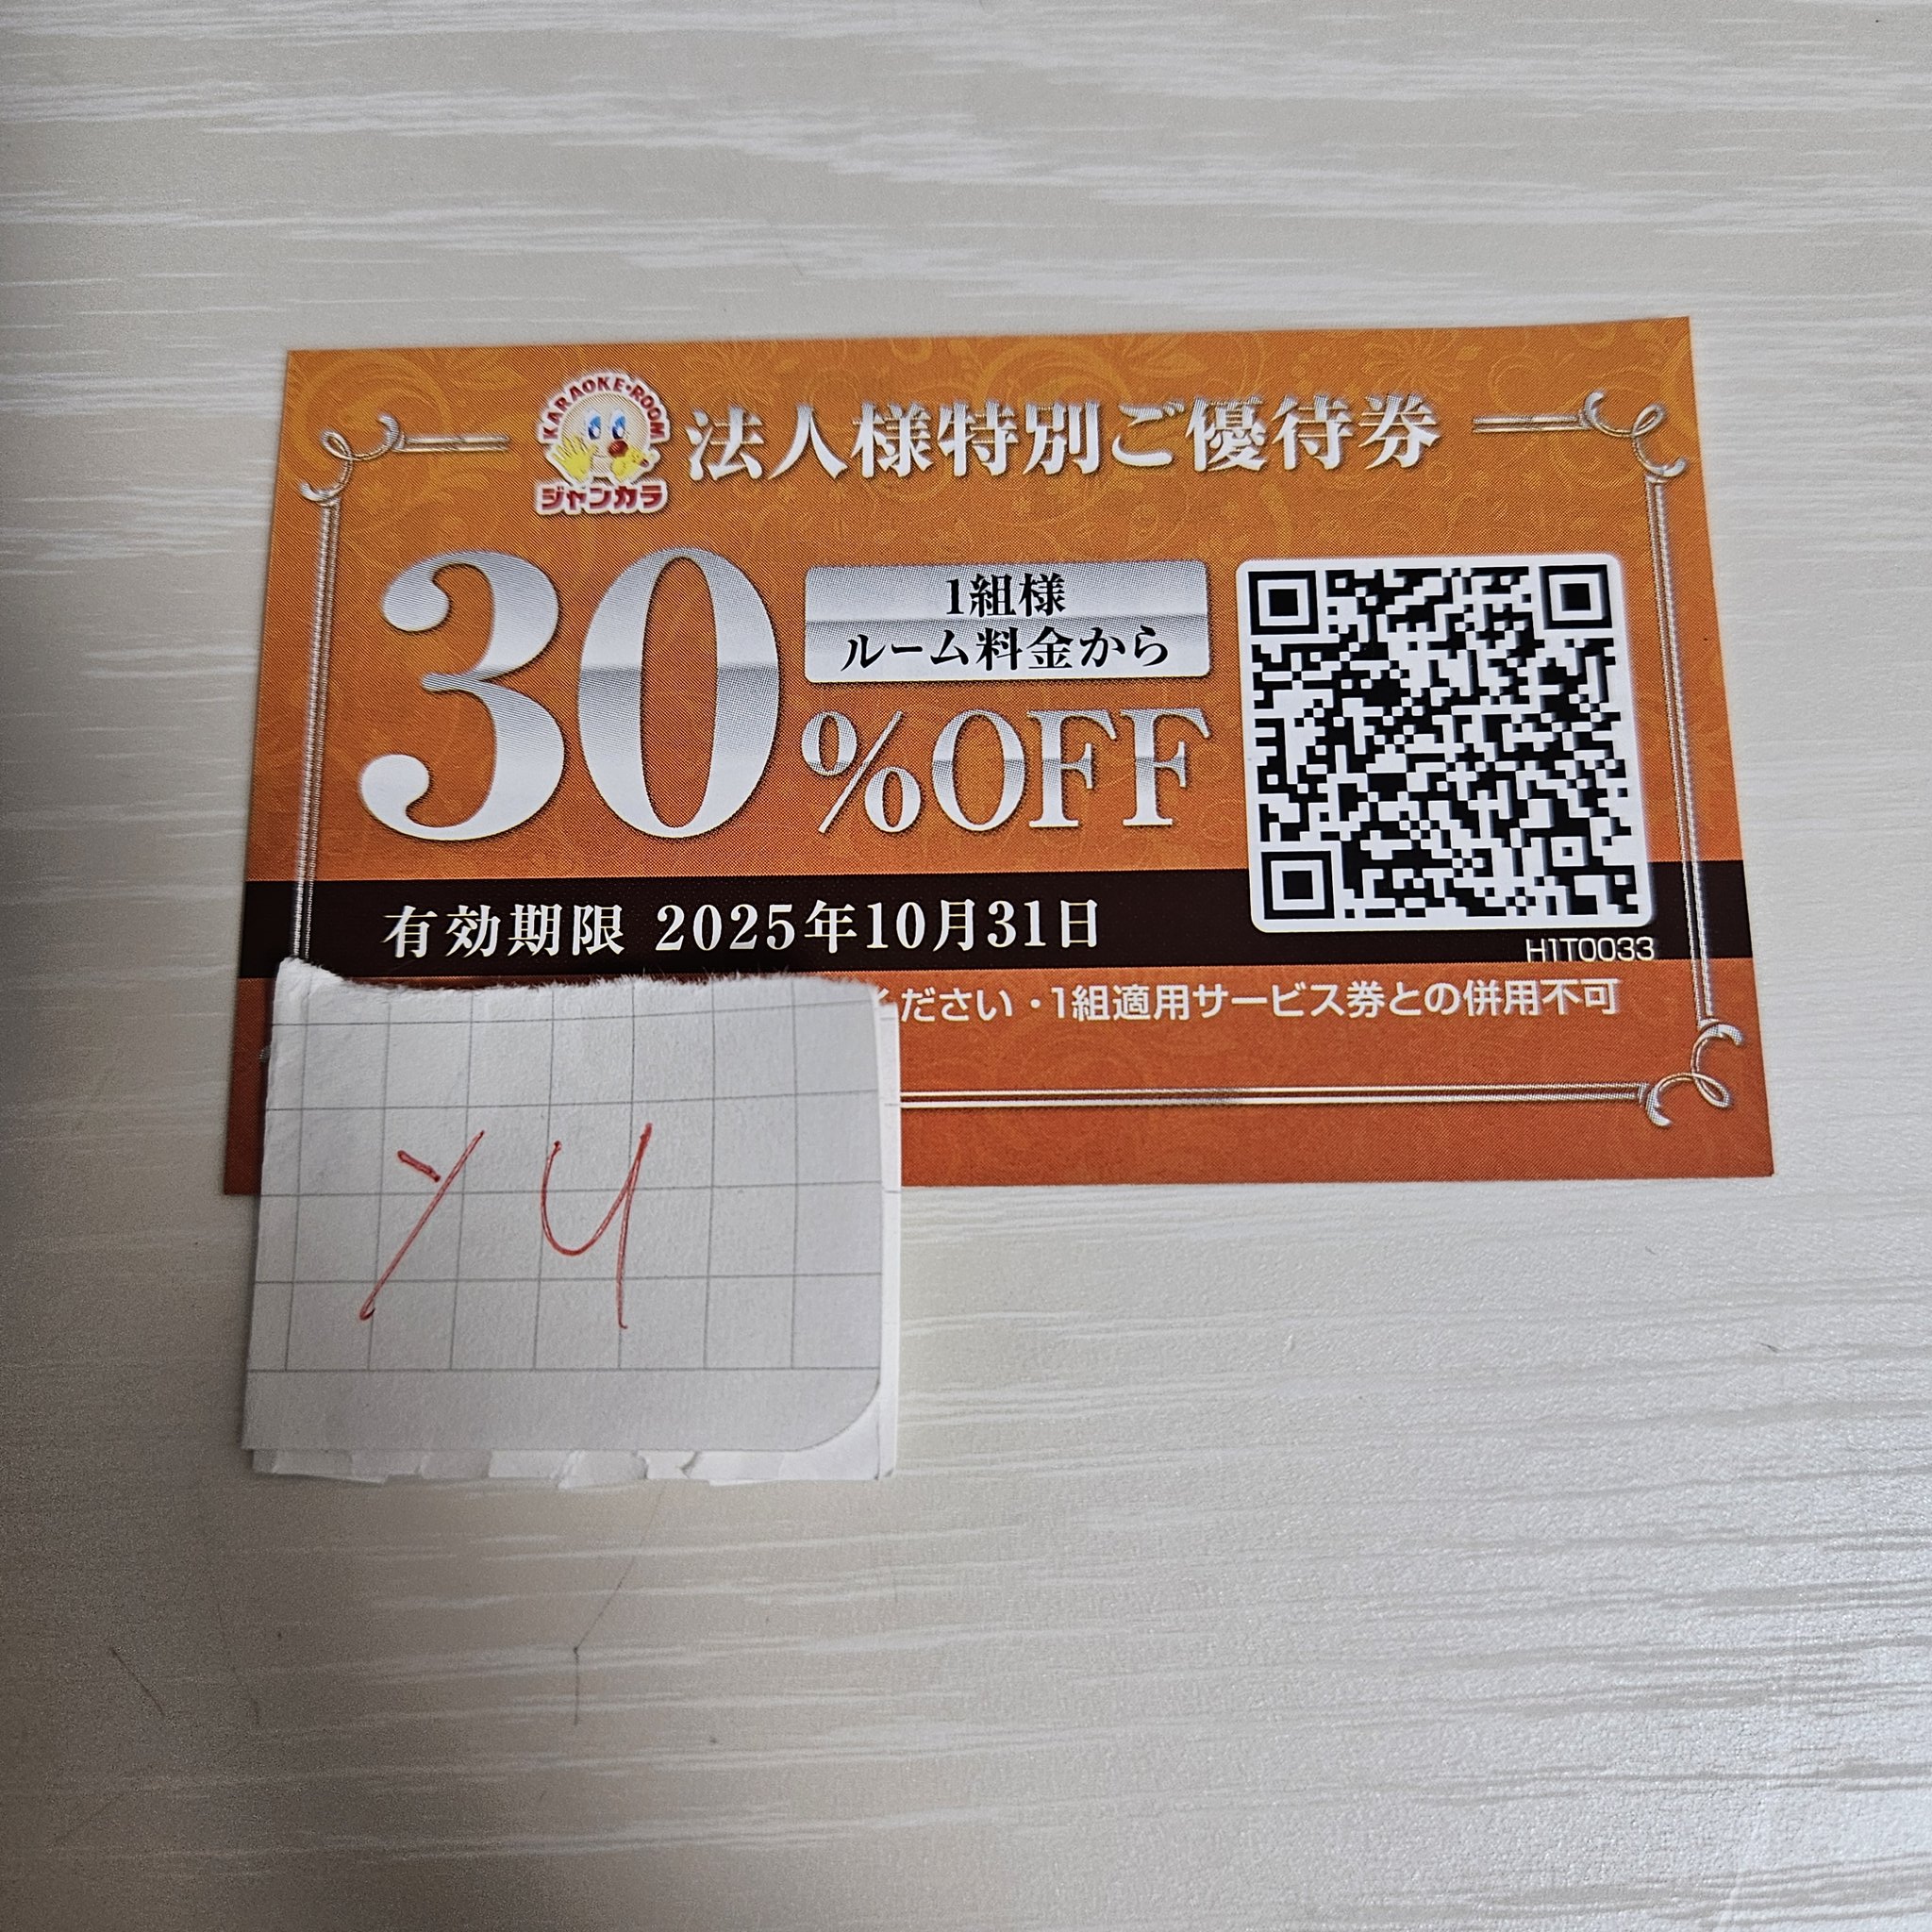 KARAOKE・ROOM
ジャンカラ
法人様特別ご優待券
30%OFF
1組様
ルーム料金から
有効期限 2025年10月31日
H1T0033
ください・1組適用サービス券との併用不可
YU